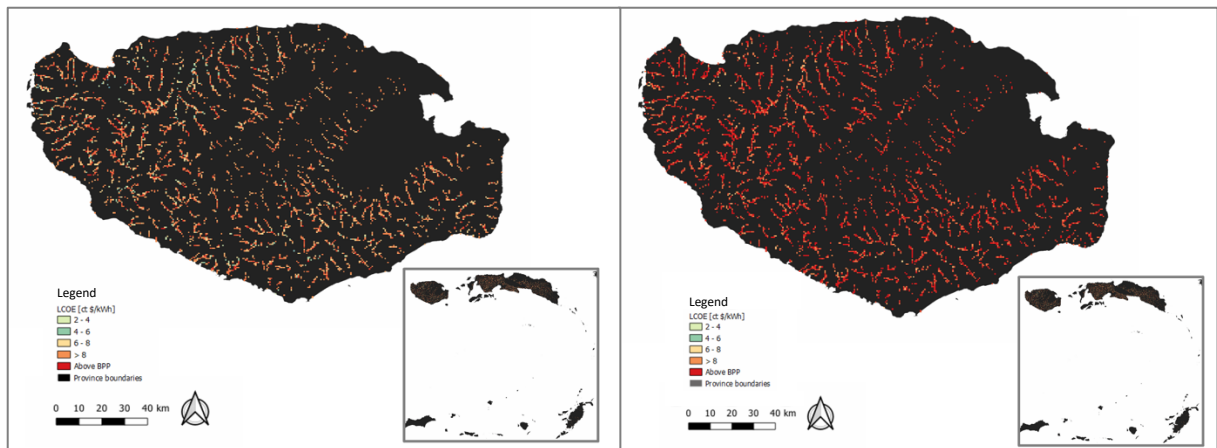 Legend
LCOE [ct $/kWh]
2 - 4
4 - 6
6 - 8
> 8
Above BPP
Province boundaries
0 10 20 30 40 km
Legend
LCOE [ct $/kWh]
2 - 4
4 - 6
6 - 8
> 8
Above BPP
Province boundaries
0 10 20 30 40 km